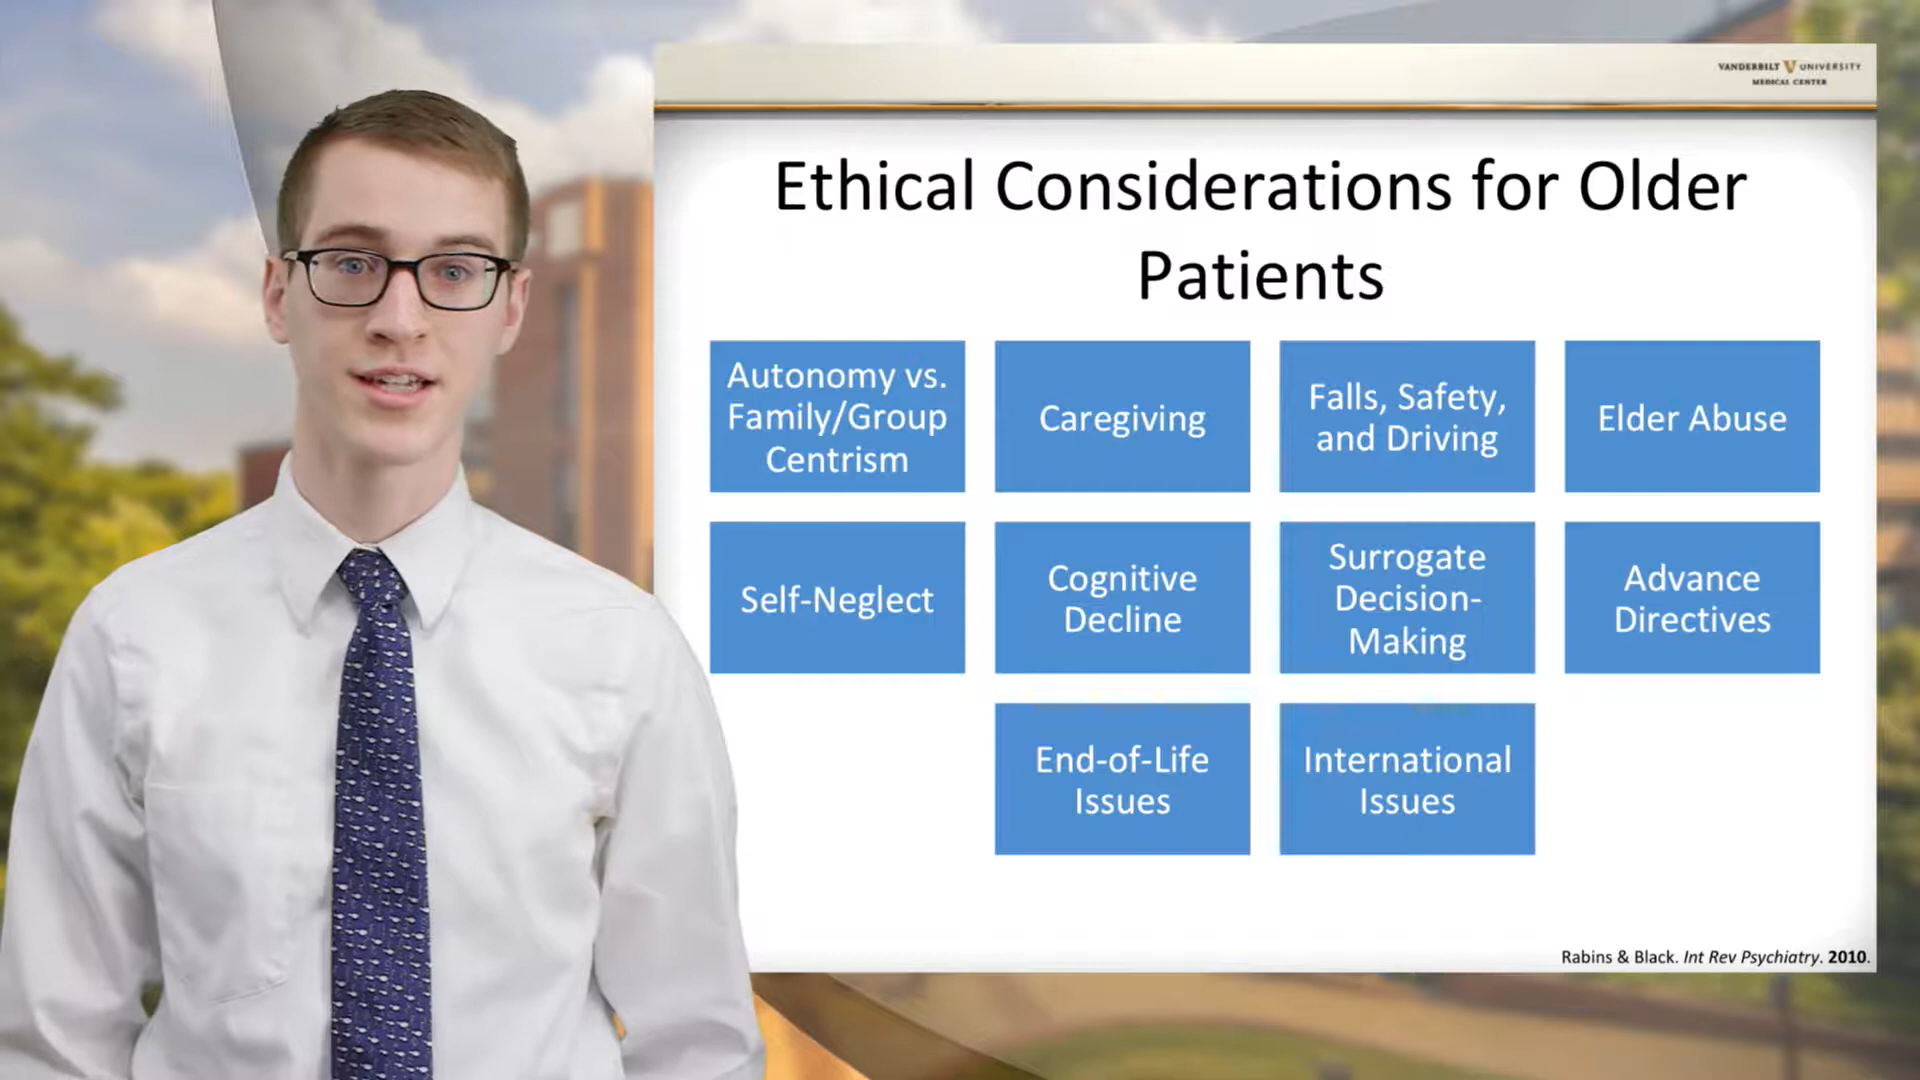 VANDERBILT V UNIVERSITY
MEDICAL CENTER
Ethical Considerations for Older
Patients
Autonomy vs.
Family/Group
Centrism
Caregiving
Falls, Safety,
and Driving
Elder Abuse
Self-Neglect
Cognitive
Decline
Surrogate
Decision-
Making
Advance
Directives
End-of-Life
Issues
International
Issues
Rabins & Black. Int Rev Psychiatry. 2010.